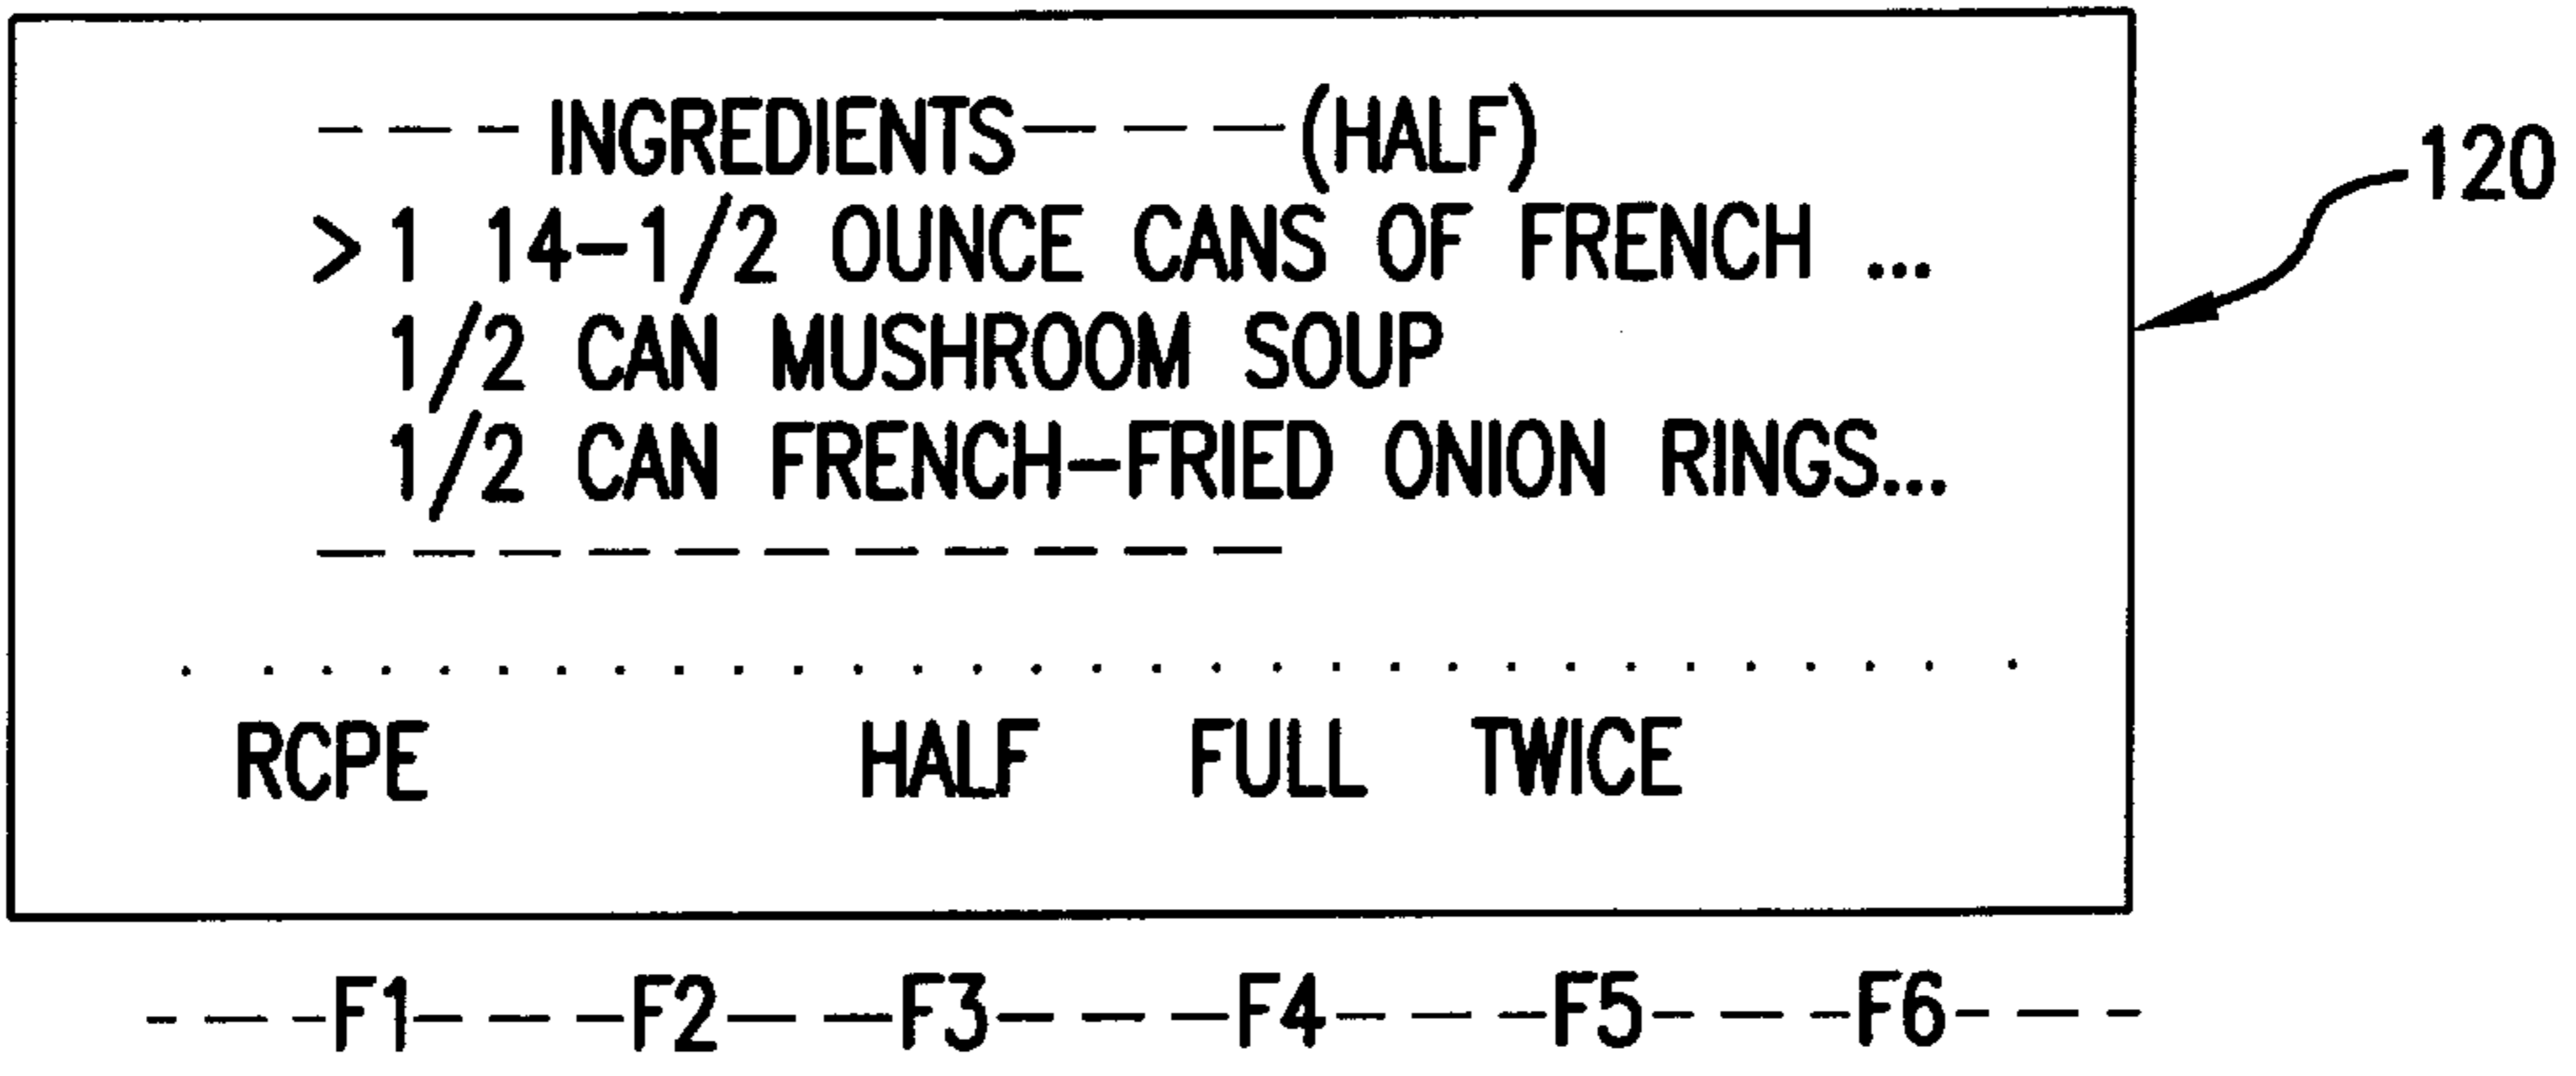 ---INGREDIENTS---(HALF)
>1 14-1/2 OUNCE CANS OF FRENCH ...
1/2 CAN MUSHROOM SOUP
1/2 CAN FRENCH-FRIED ONION RINGS...
120
RCPE HALF FULL TWICE
---F1---F2---F3---F4---F5---F6---